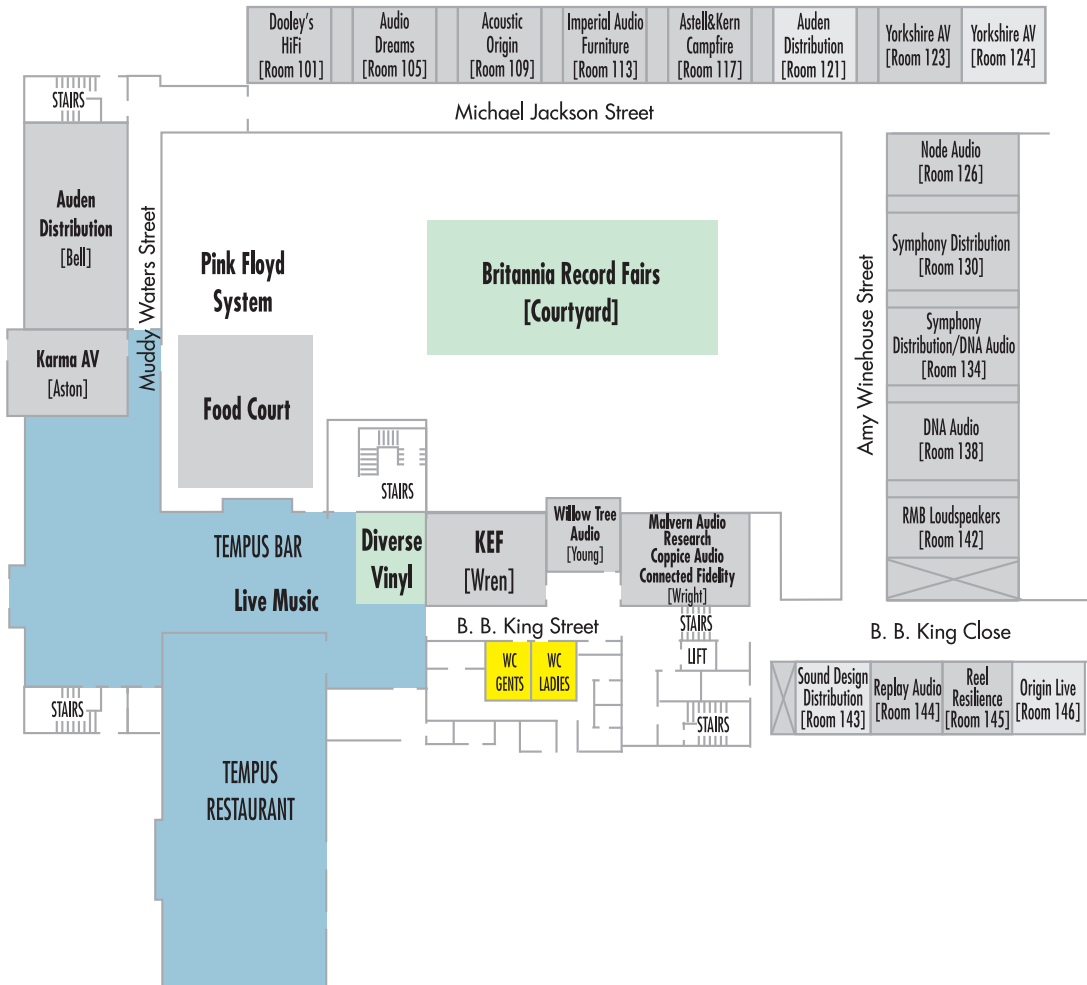 Dooley's
HiFi
[Room 101]
Audio
Dreams
[Room 105]
Acoustic
Origin
[Room 109]
Imperial Audio
Furniture
[Room 113]
Astell&Kern
Campfire
[Room 117]
Auden
Distribution
[Room 121]
Yorkshire AV
[Room 123]
Yorkshire AV
[Room 124]
STAIRS
Michael Jackson Street
Auden
Distribution
[Bell]
Muddy Waters Street
Pink Floyd
System
Britannia Record Fairs
[Courtyard]
Amy Winehouse Street
Node Audio
[Room 126]
Symphony Distribution
[Room 130]
Symphony
Distribution/DNA Audio
[Room 134]
DNA Audio
[Room 138]
RMB Loudspeakers
[Room 142]
Karma AV
[Aston]
Food Court
STAIRS
TEMPUS BAR
Live Music
Diverse
Vinyl
KEF
[Wren]
Willow Tree
Audio
[Young]
Malvern Audio
Research
Coppice Audio
Connected Fidelity
[Wright]
B. B. King Street
STAIRS
LIFT
B. B. King Close
WC
GENTS
WC
LADIES
STAIRS
STAIRS
Sound Design
Distribution
[Room 143]
Replay Audio
[Room 144]
Reel
Resilience
[Room 145]
Origin Live
[Room 146]
TEMPUS
RESTAURANT